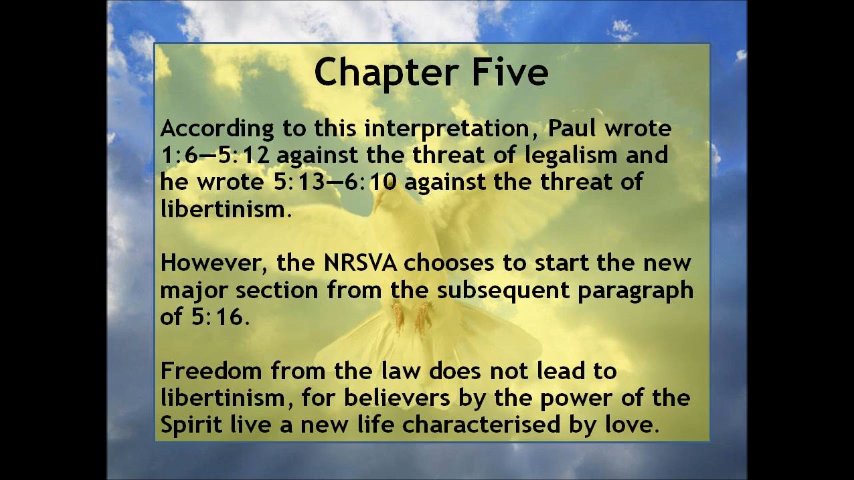 Chapter Five
According to this interpretation, Paul wrote
1:6—5:12 against the threat of legalism and
he wrote 5:13—6:10 against the threat of
libertinism.
However, the NRSVA chooses to start the new
major section from the subsequent paragraph
of 5:16.
Freedom from the law does not lead to
libertinism, for believers by the power of the
Spirit live a new life characterised by love.